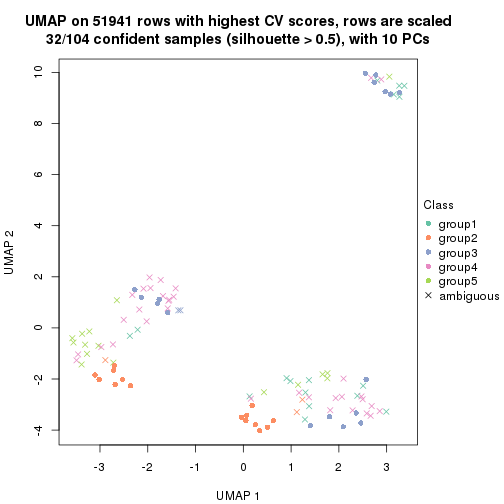 UMAP on 51941 rows with highest CV scores, rows are scaled
32/104 confident samples (silhouette > 0.5), with 10 PCs
10
8
6
4
2
0
-2
-4
UMAP 2
-3
-2
-1
0
1
2
3
UMAP 1
Class
group1
group2
group3
group4
group5
ambiguous